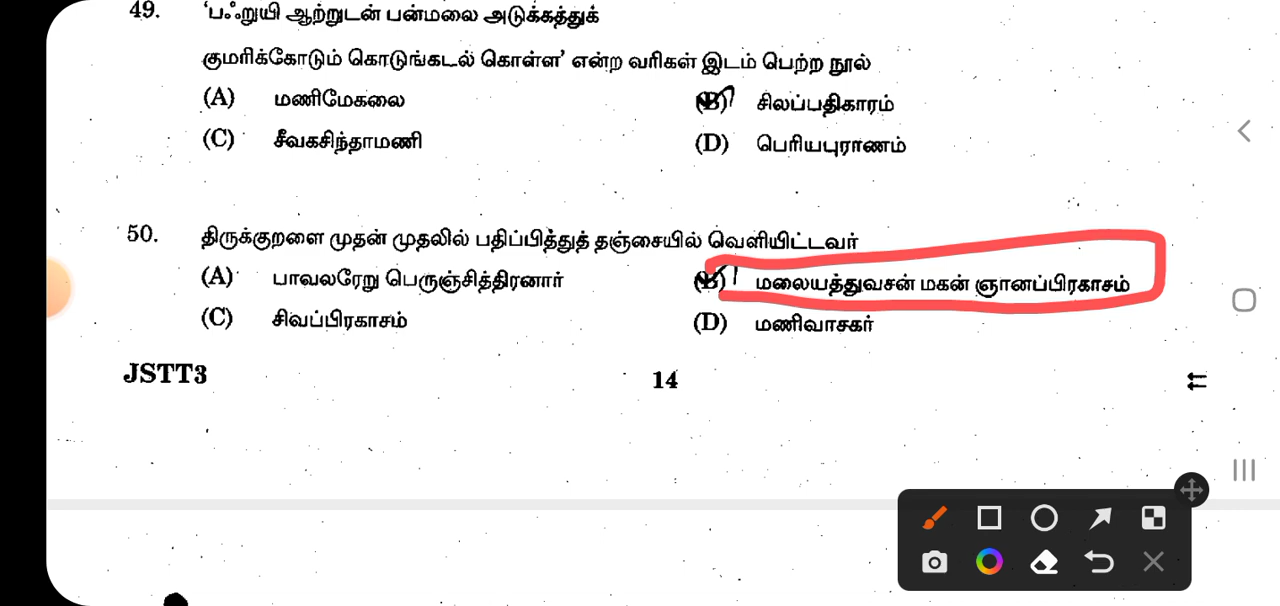 49. 'பஃறுயி ஆற்றுடன் பன்மலை அடுக்கத்துக்
குமரிக்கோடும் கொடுங்கடல் கொள்ள' என்ற வரிகள் இடம் பெற்ற நூல்
(A) மணிமேகலை (B) சிலப்பதிகாரம்
(C) சீவகசிந்தாமணி (D) பெரியபுராணம்
50. திருக்குறளை முதன் முதலில் பதிப்பித்துத் தஞ்சையில் வெளியிட்டவர்
(A) பாவலரேறு பெருஞ்சித்திரனார் (B) மலையத்துவசன் மகன் ஞானப்பிரகாசம்
(C) சிவப்பிரகாசம் (D) மணிவாசகர்
JSTT3 14